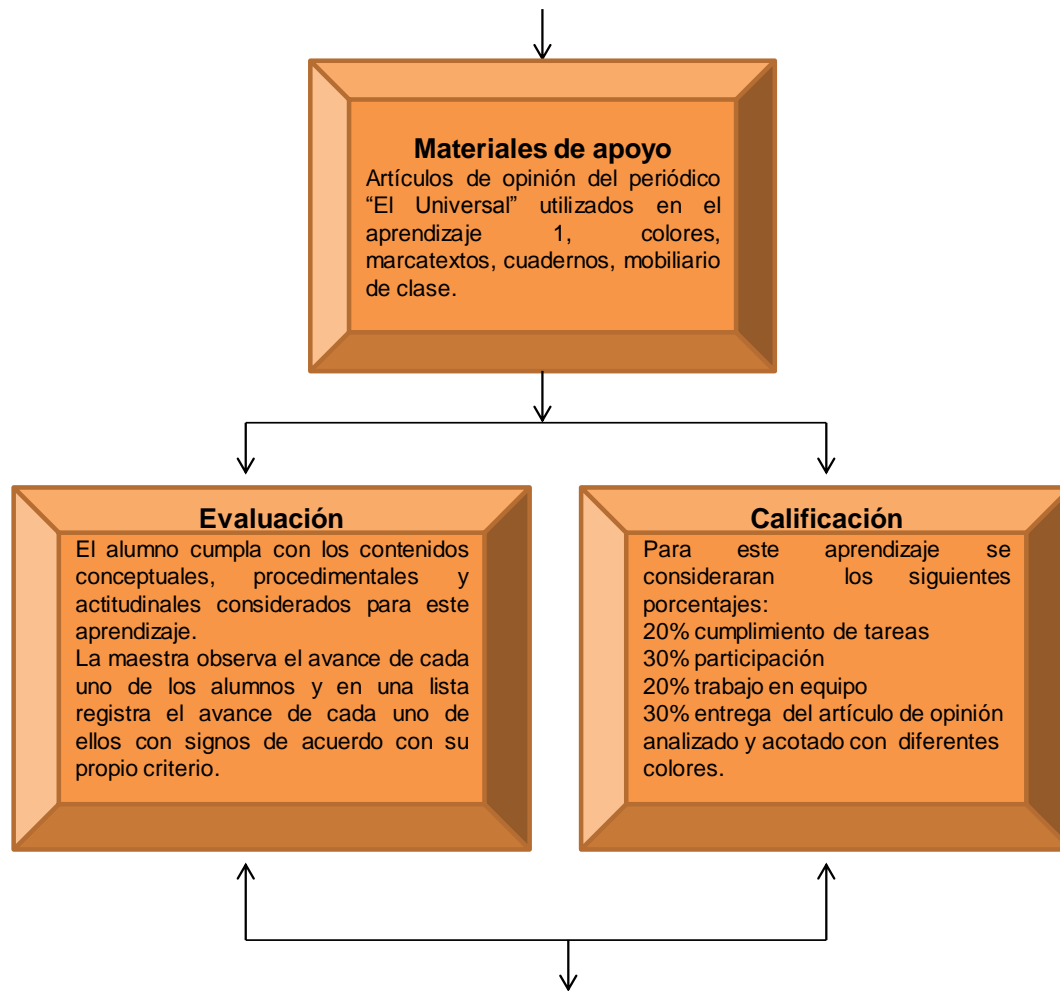 Materiales de apoyo
Artículos de opinión del periódico
“El Universal” utilizados en el
aprendizaje 1, colores,
marcatextos, cuadernos, mobiliario
de clase.
Evaluación
El alumno cumpla con los contenidos
conceptuales, procedimentales y
actitudinales considerados para este
aprendizaje.
La maestra observa el avance de cada
uno de los alumnos y en una lista
registra el avance de cada uno de
ellos con signos de acuerdo con su
propio criterio.
Calificación
Para este aprendizaje se
consideraran los siguientes
porcentajes:
20% cumplimiento de tareas
30% participación
20% trabajo en equipo
30% entrega del artículo de opinión
analizado y acotado con diferentes
colores.